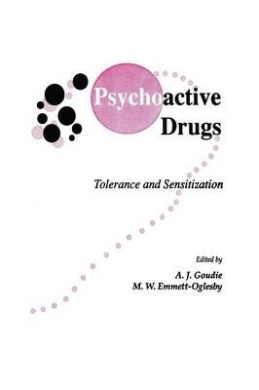 Psychoactive
Drugs
Tolerance and Sensitization
Edited by
A. J. Goudie
M. W. Emmett-Oglesby